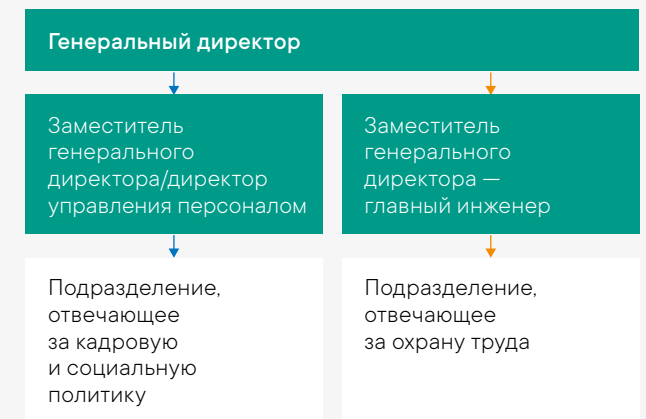 Генеральный директор
Заместитель
генерального
директора/директор
управления персоналом
Заместитель
генерального
директора —
главный инженер
Подразделение,
отвечающее
за кадровую
и социальную
политику
Подразделение,
отвечающее
за охрану труда